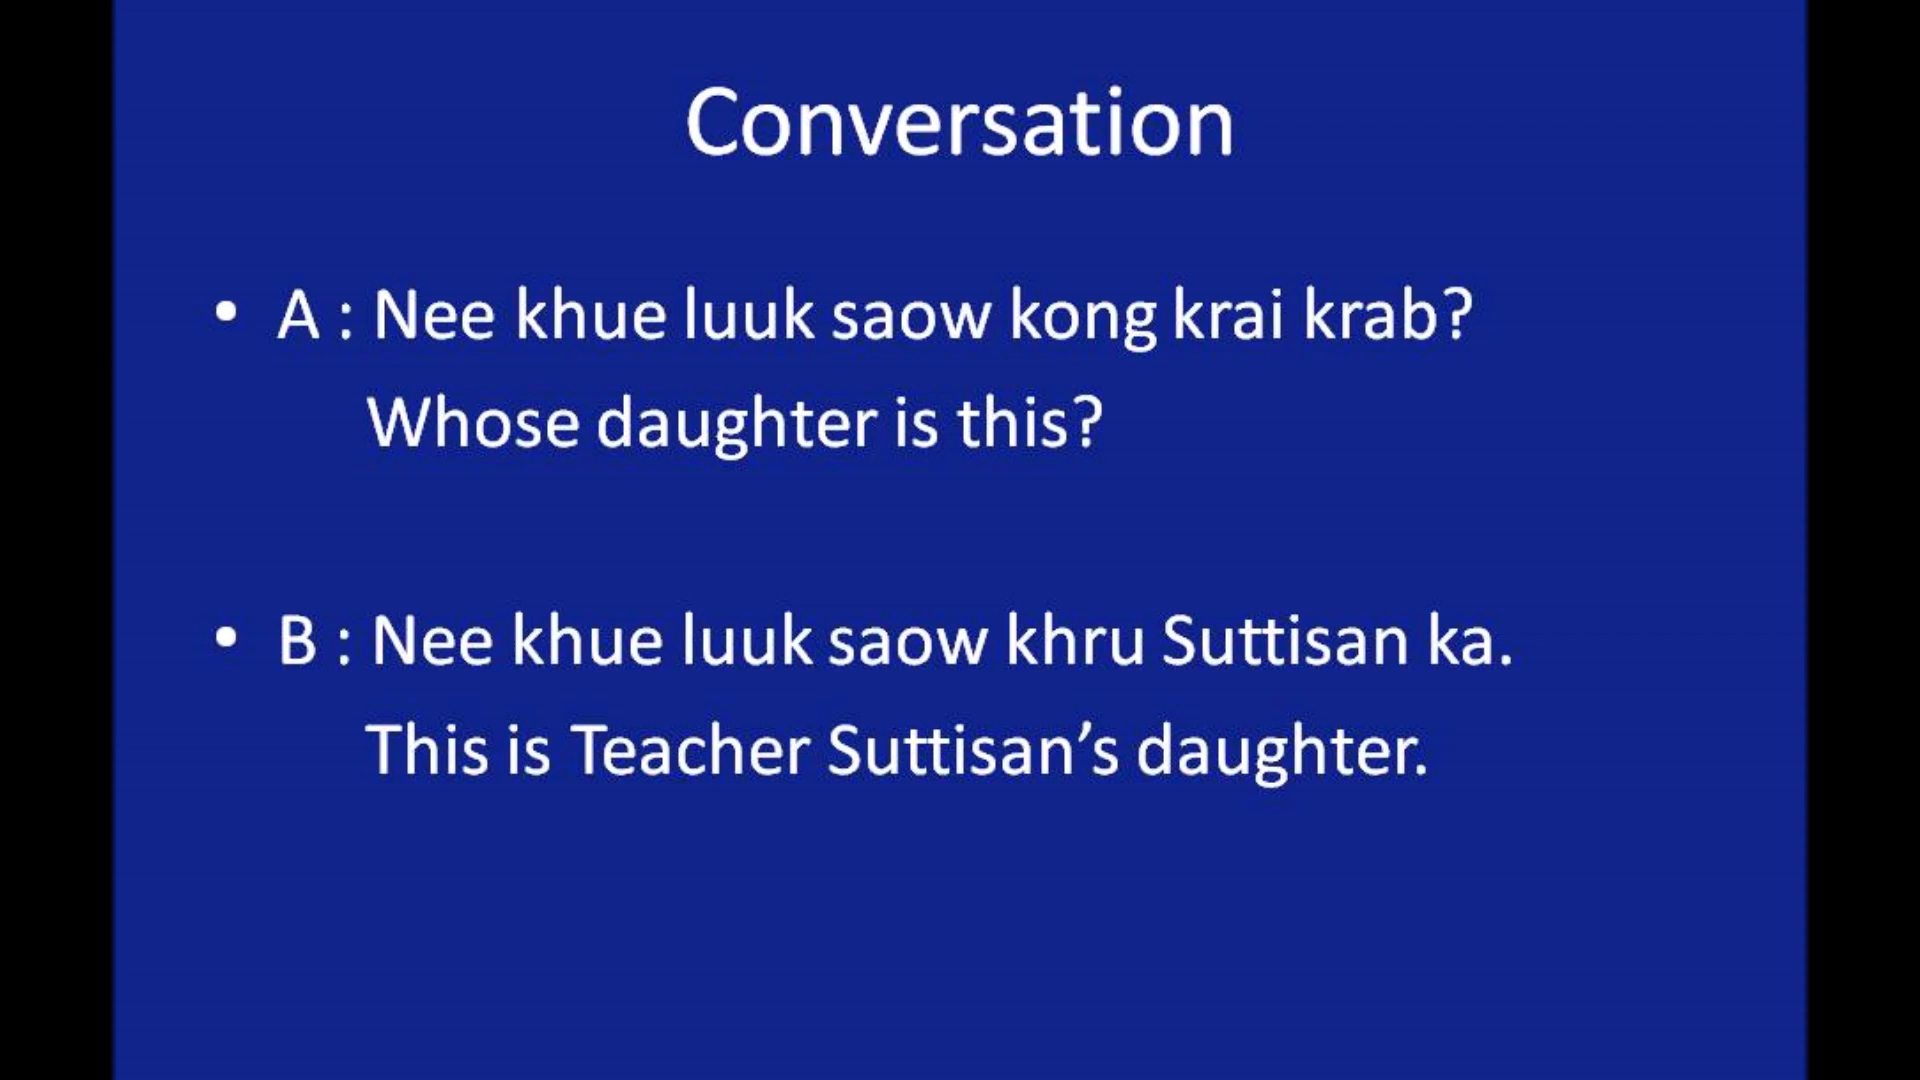 Conversation
• A : Nee khue luuk saow kong krai krab?
Whose daughter is this?
• B : Nee khue luuk saow khru Suttisan ka.
This is Teacher Suttisan’s daughter.